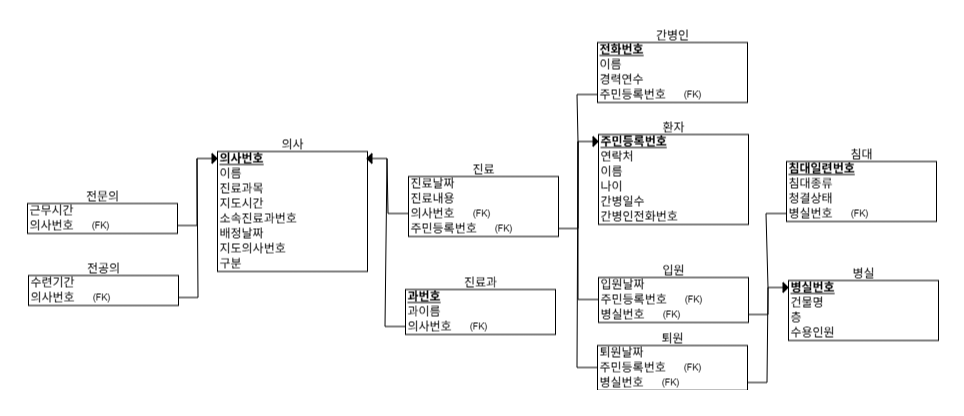 간병인
전화번호
이름
경력연수
주민등록번호 (FK)
환자
주민등록번호
연락처
이름
나이
간병일수
간병인전화번호
의사
의사번호
이름
진료과목
지도시간
소속진료과번호
배정날짜
지도의사번호
구분
침대
침대일련번호
침대종류
청결상태
병실번호 (FK)
진료
진료날짜
진료내용
의사번호 (FK)
주민등록번호 (FK)
전문의
근무시간
의사번호 (FK)
전공의
수련기간
의사번호 (FK)
진료과
과번호
과이름
의사번호 (FK)
입원
입원날짜
주민등록번호 (FK)
병실번호 (FK)
병실
병실번호
건물명
층
수용인원
퇴원
퇴원날짜
주민등록번호 (FK)
병실번호 (FK)